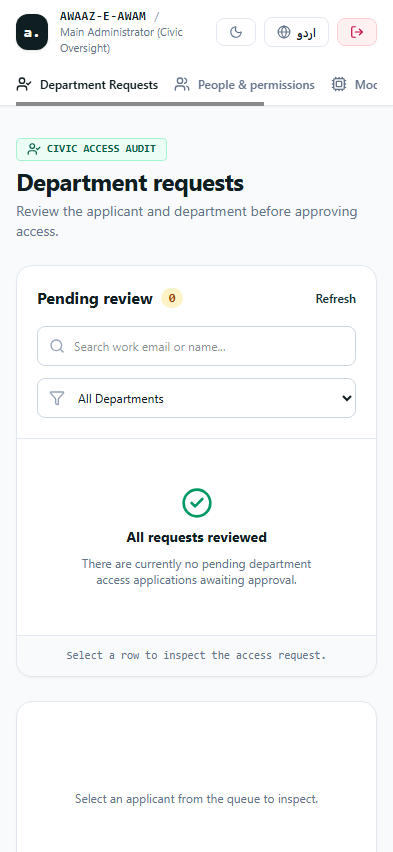 a.
AWAAZ-E-AWAM /
Main Administrator (Civic
Oversight)
اردو
Department Requests
People & permissions
CIVIC ACCESS AUDIT
Department requests
Review the applicant and department before approving
access.
Pending review 0
Refresh
Search work email or name...
All Departments
All requests reviewed
There are currently no pending department
access applications awaiting approval.
Select a row to inspect the access request.
Select an applicant from the queue to inspect.